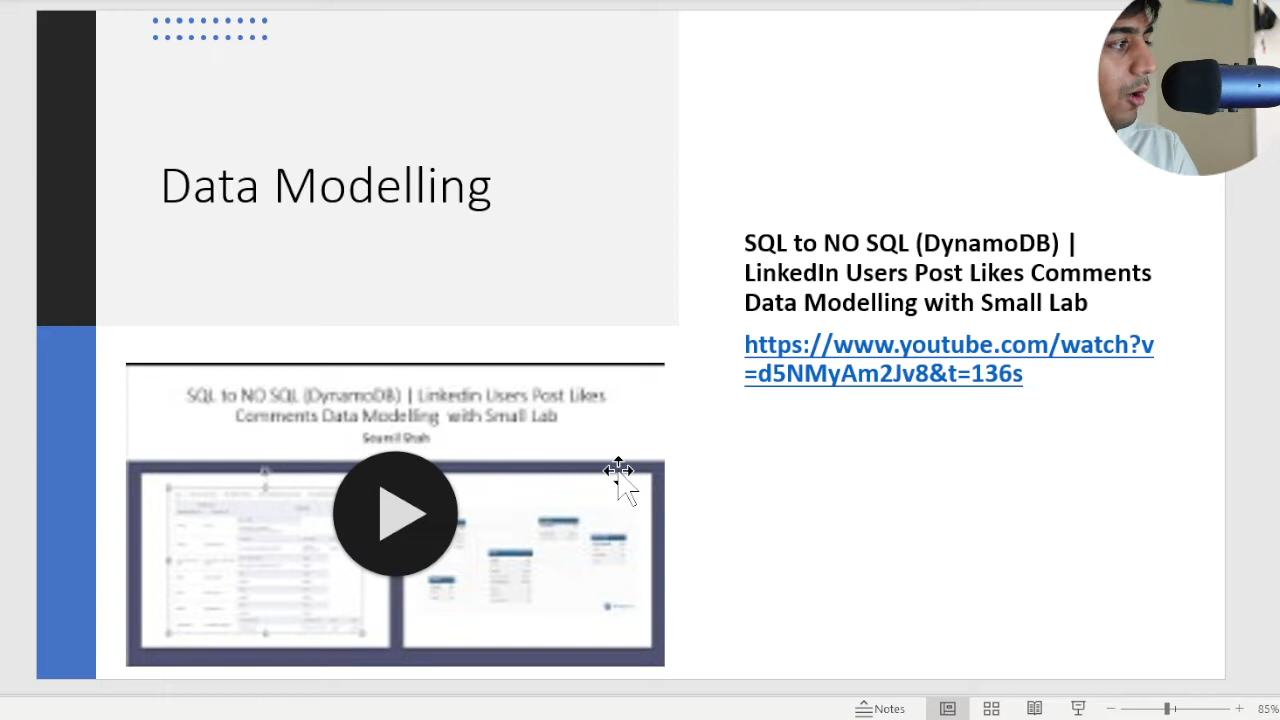 Data Modelling
SQL to NO SQL (DynamoDB) |
LinkedIn Users Post Likes Comments
Data Modelling with Small Lab
https://www.youtube.com/watch?v
=d5NMyAm2Jv8&t=136s
SQL to NO SQL (DynamoDB) | Linkedin Users Post Likes
Comments Data Modelling with Small Lab
Soumil Shah
Notes
85%